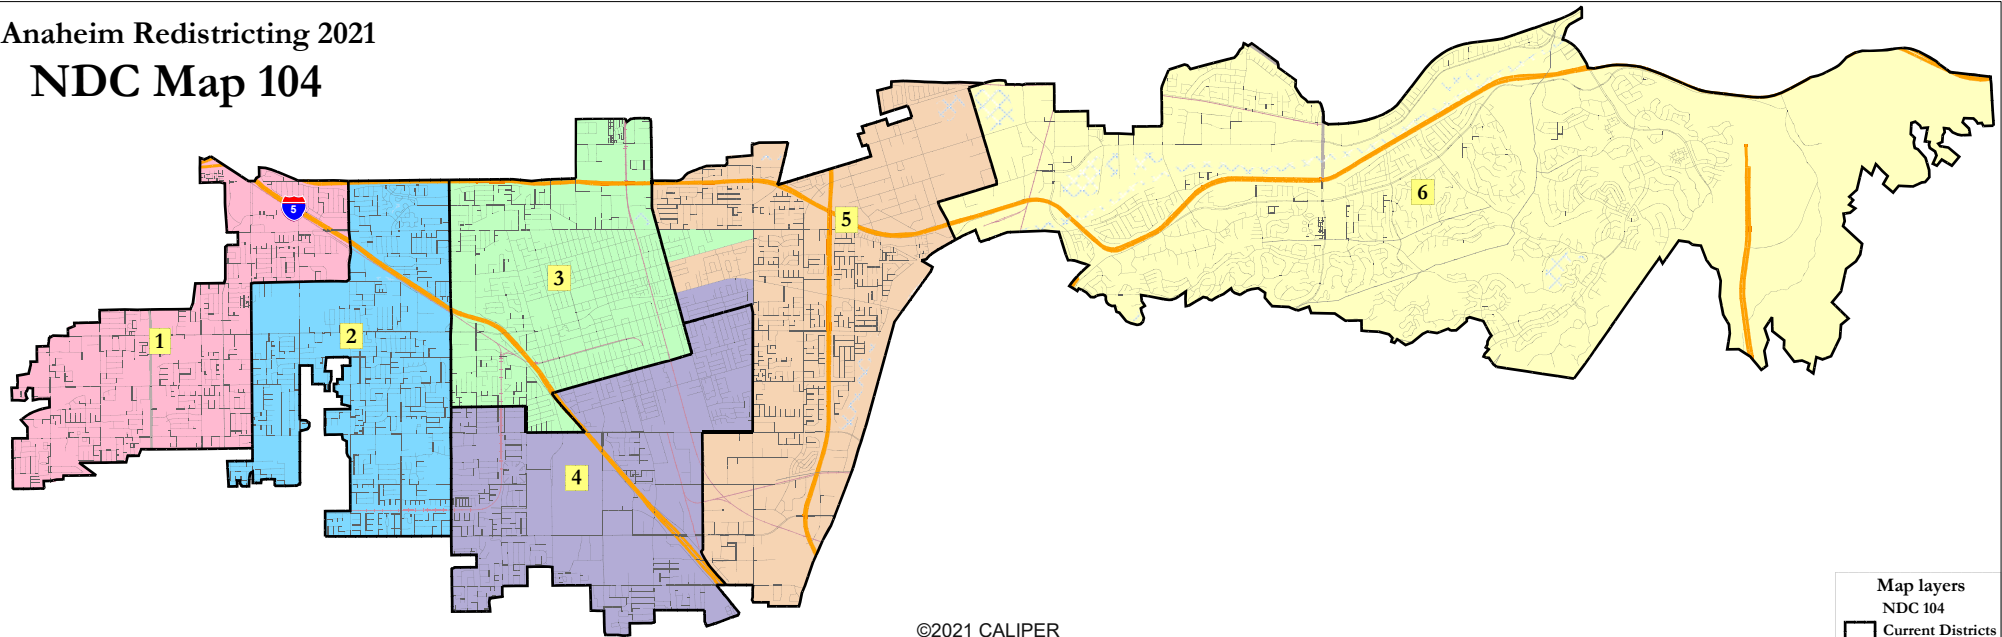 Anaheim Redistricting 2021
NDC Map 104
5
1
2
3
4
5
6
©2021 CALIPER
Map layers
NDC 104
Current Districts